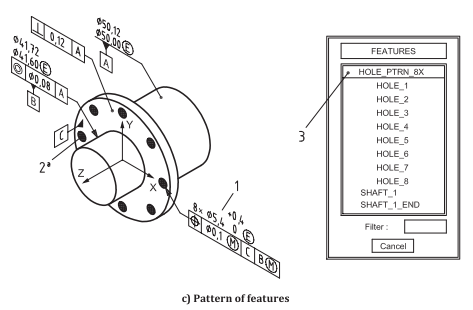 ⊥ 0,12 A
ø50,12
ø50,00 Ⓔ
A
ø41,72
ø41,60 Ⓔ
◎ ø0,08 A
B
C
2ª
Y
Z
X
1
8× ø5,4 +0,4 0 Ⓔ
⌖ ø0,1 Ⓜ C B Ⓜ
3
FEATURES
HOLE_PTRN_8X
HOLE_1
HOLE_2
HOLE_3
HOLE_4
HOLE_5
HOLE_6
HOLE_7
HOLE_8
SHAFT_1
SHAFT_1_END
Filter :
Cancel
c) Pattern of features